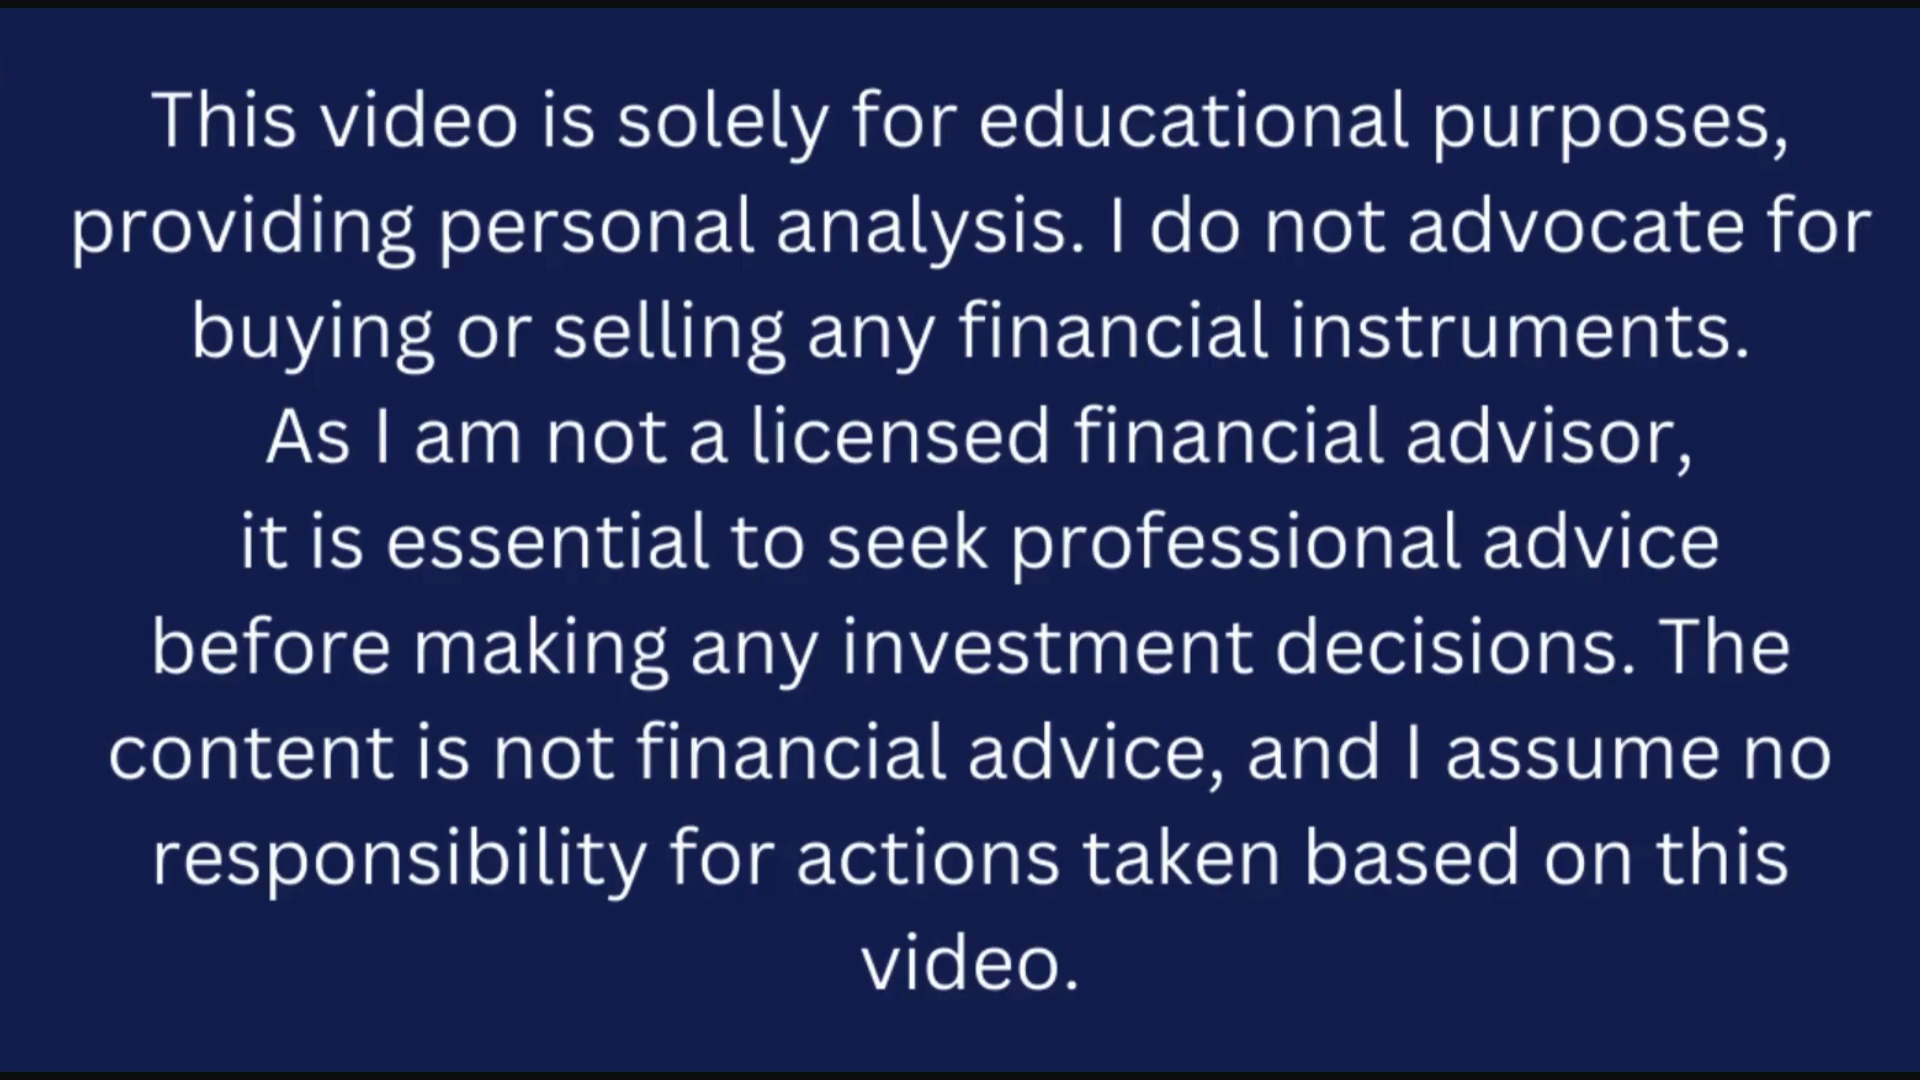 This video is solely for educational purposes,
providing personal analysis. I do not advocate for
buying or selling any financial instruments.
As I am not a licensed financial advisor,
it is essential to seek professional advice
before making any investment decisions. The
content is not financial advice, and I assume no
responsibility for actions taken based on this
video.